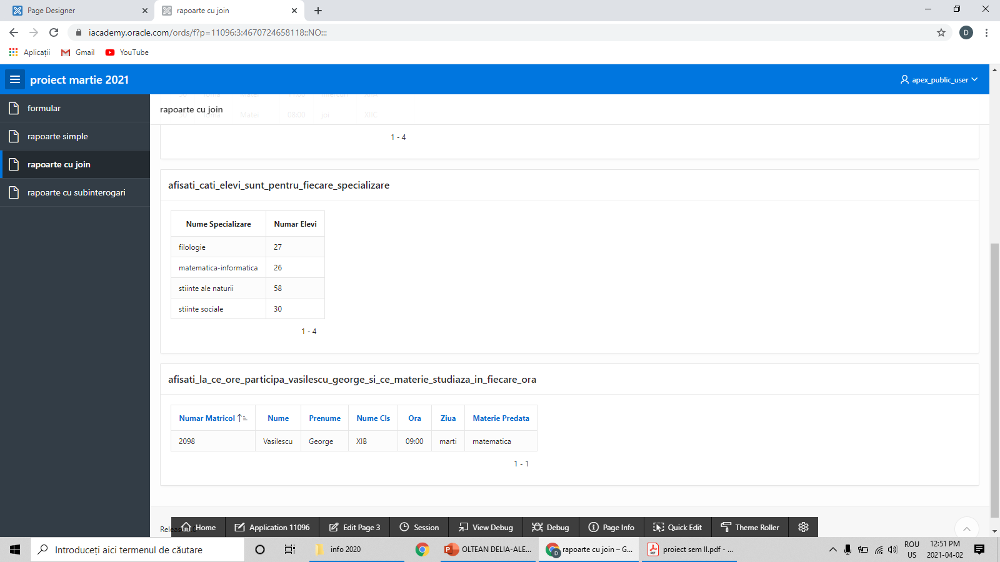 Page Designer
rapoarte cu join
iacademy.oracle.com/ords/f?p=11096:3:4670724658118::NO:::
D
Aplicații
Gmail
YouTube
proiect martie 2021
apex_public_user
formular
rapoarte simple
rapoarte cu join
rapoarte cu subinterogari
rapoarte cu join
Matei 08:00 joi XIIC
1 - 4
afisati_cati_elevi_sunt_pentru_fiecare_specializare
Nume Specializare Numar Elevi
filologie 27
matematica-informatica 26
stiinte ale naturii 58
stiinte sociale 30
1 - 4
afisati_la_ce_ore_participa_vasilescu_george_si_ce_materie_studiaza_in_fiecare_ora
Numar Matricol Nume Prenume Nume Cls Ora Ziua Materie Predata
2098 Vasilescu George XIB 09:00 marti matematica
1 - 1
Home Application 11096 Edit Page 3 Session View Debug Debug Page Info Quick Edit Theme Roller
Introduceți aici termenul de căutare
info 2020
OLTEAN DELIA-ALE...
rapoarte cu join – G...
proiect sem II.pdf - ...
ROU
US
12:51 PM
2021-04-02